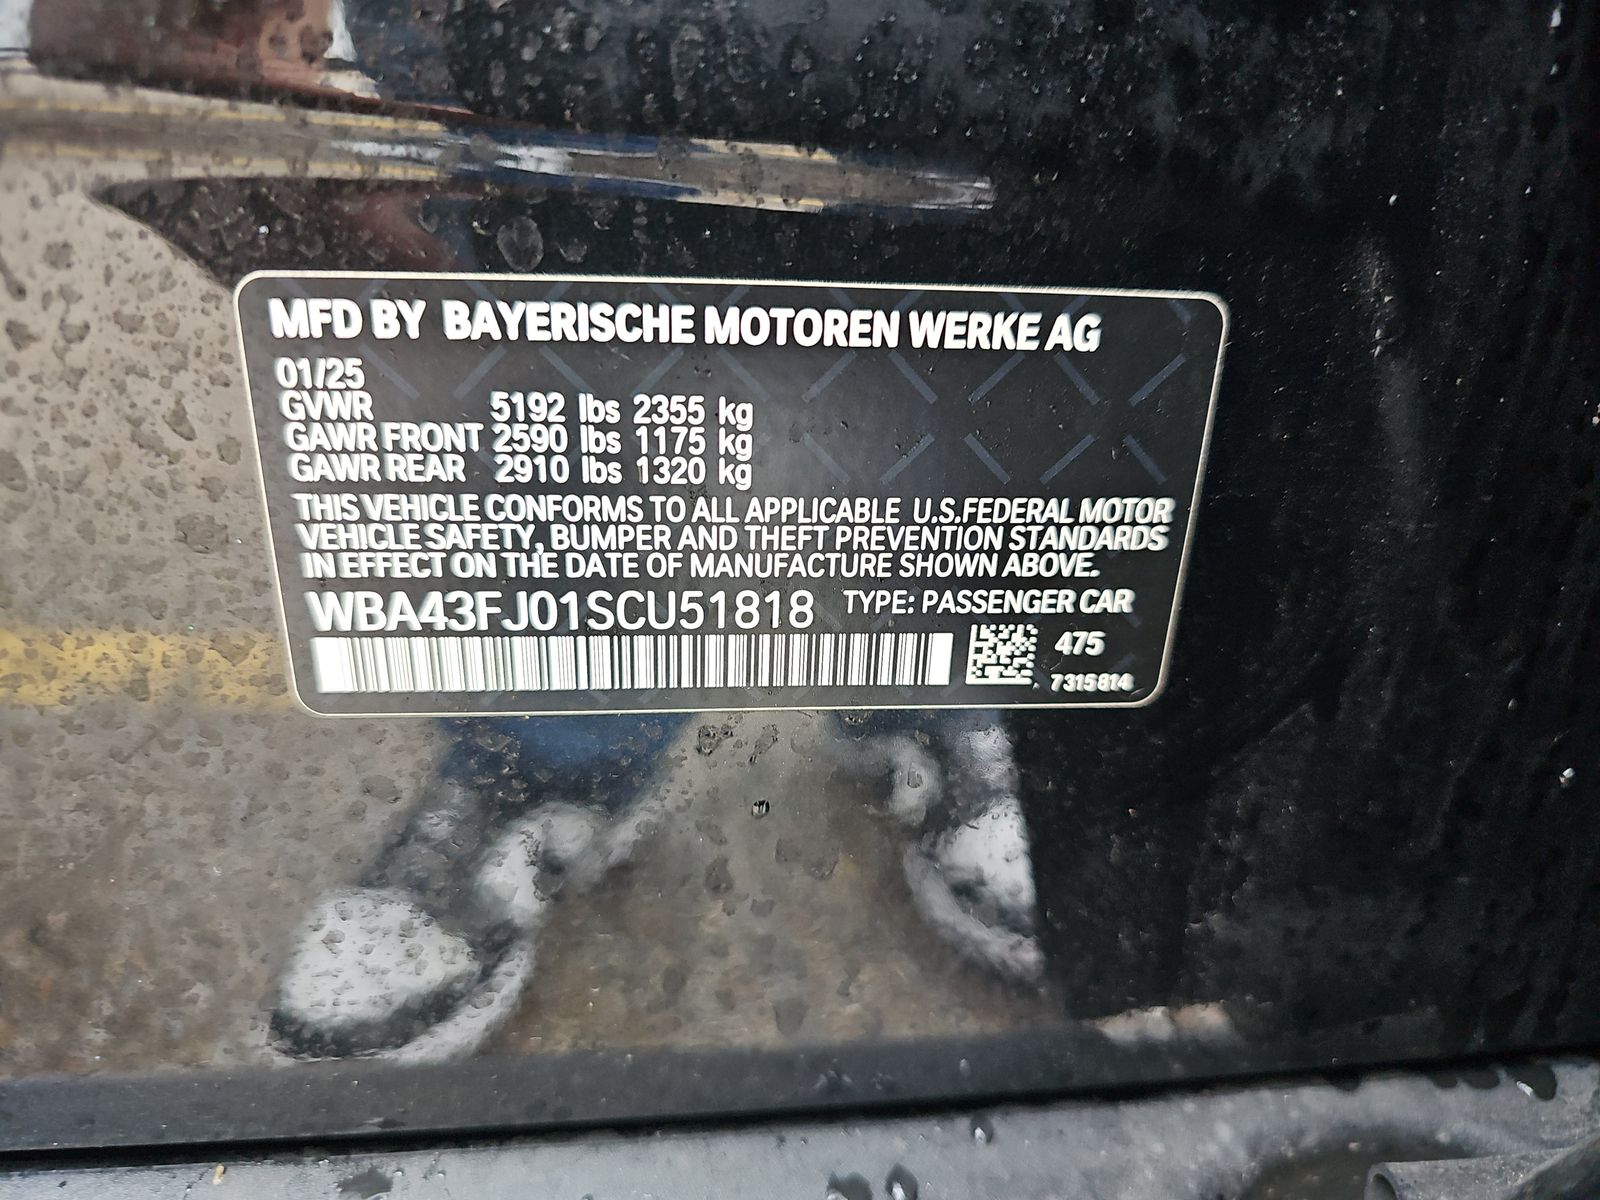 MFD BY BAYERISCHE MOTOREN WERKE AG
01/25
GVWR 5192 lbs 2355 kg
GAWR FRONT 2590 lbs 1175 kg
GAWR REAR 2910 lbs 1320 kg
THIS VEHICLE CONFORMS TO ALL APPLICABLE U.S.FEDERAL MOTOR
VEHICLE SAFETY, BUMPER AND THEFT PREVENTION STANDARDS
IN EFFECT ON THE DATE OF MANUFACTURE SHOWN ABOVE.
WBA43FJ01SCU51818 TYPE: PASSENGER CAR
475
7315814